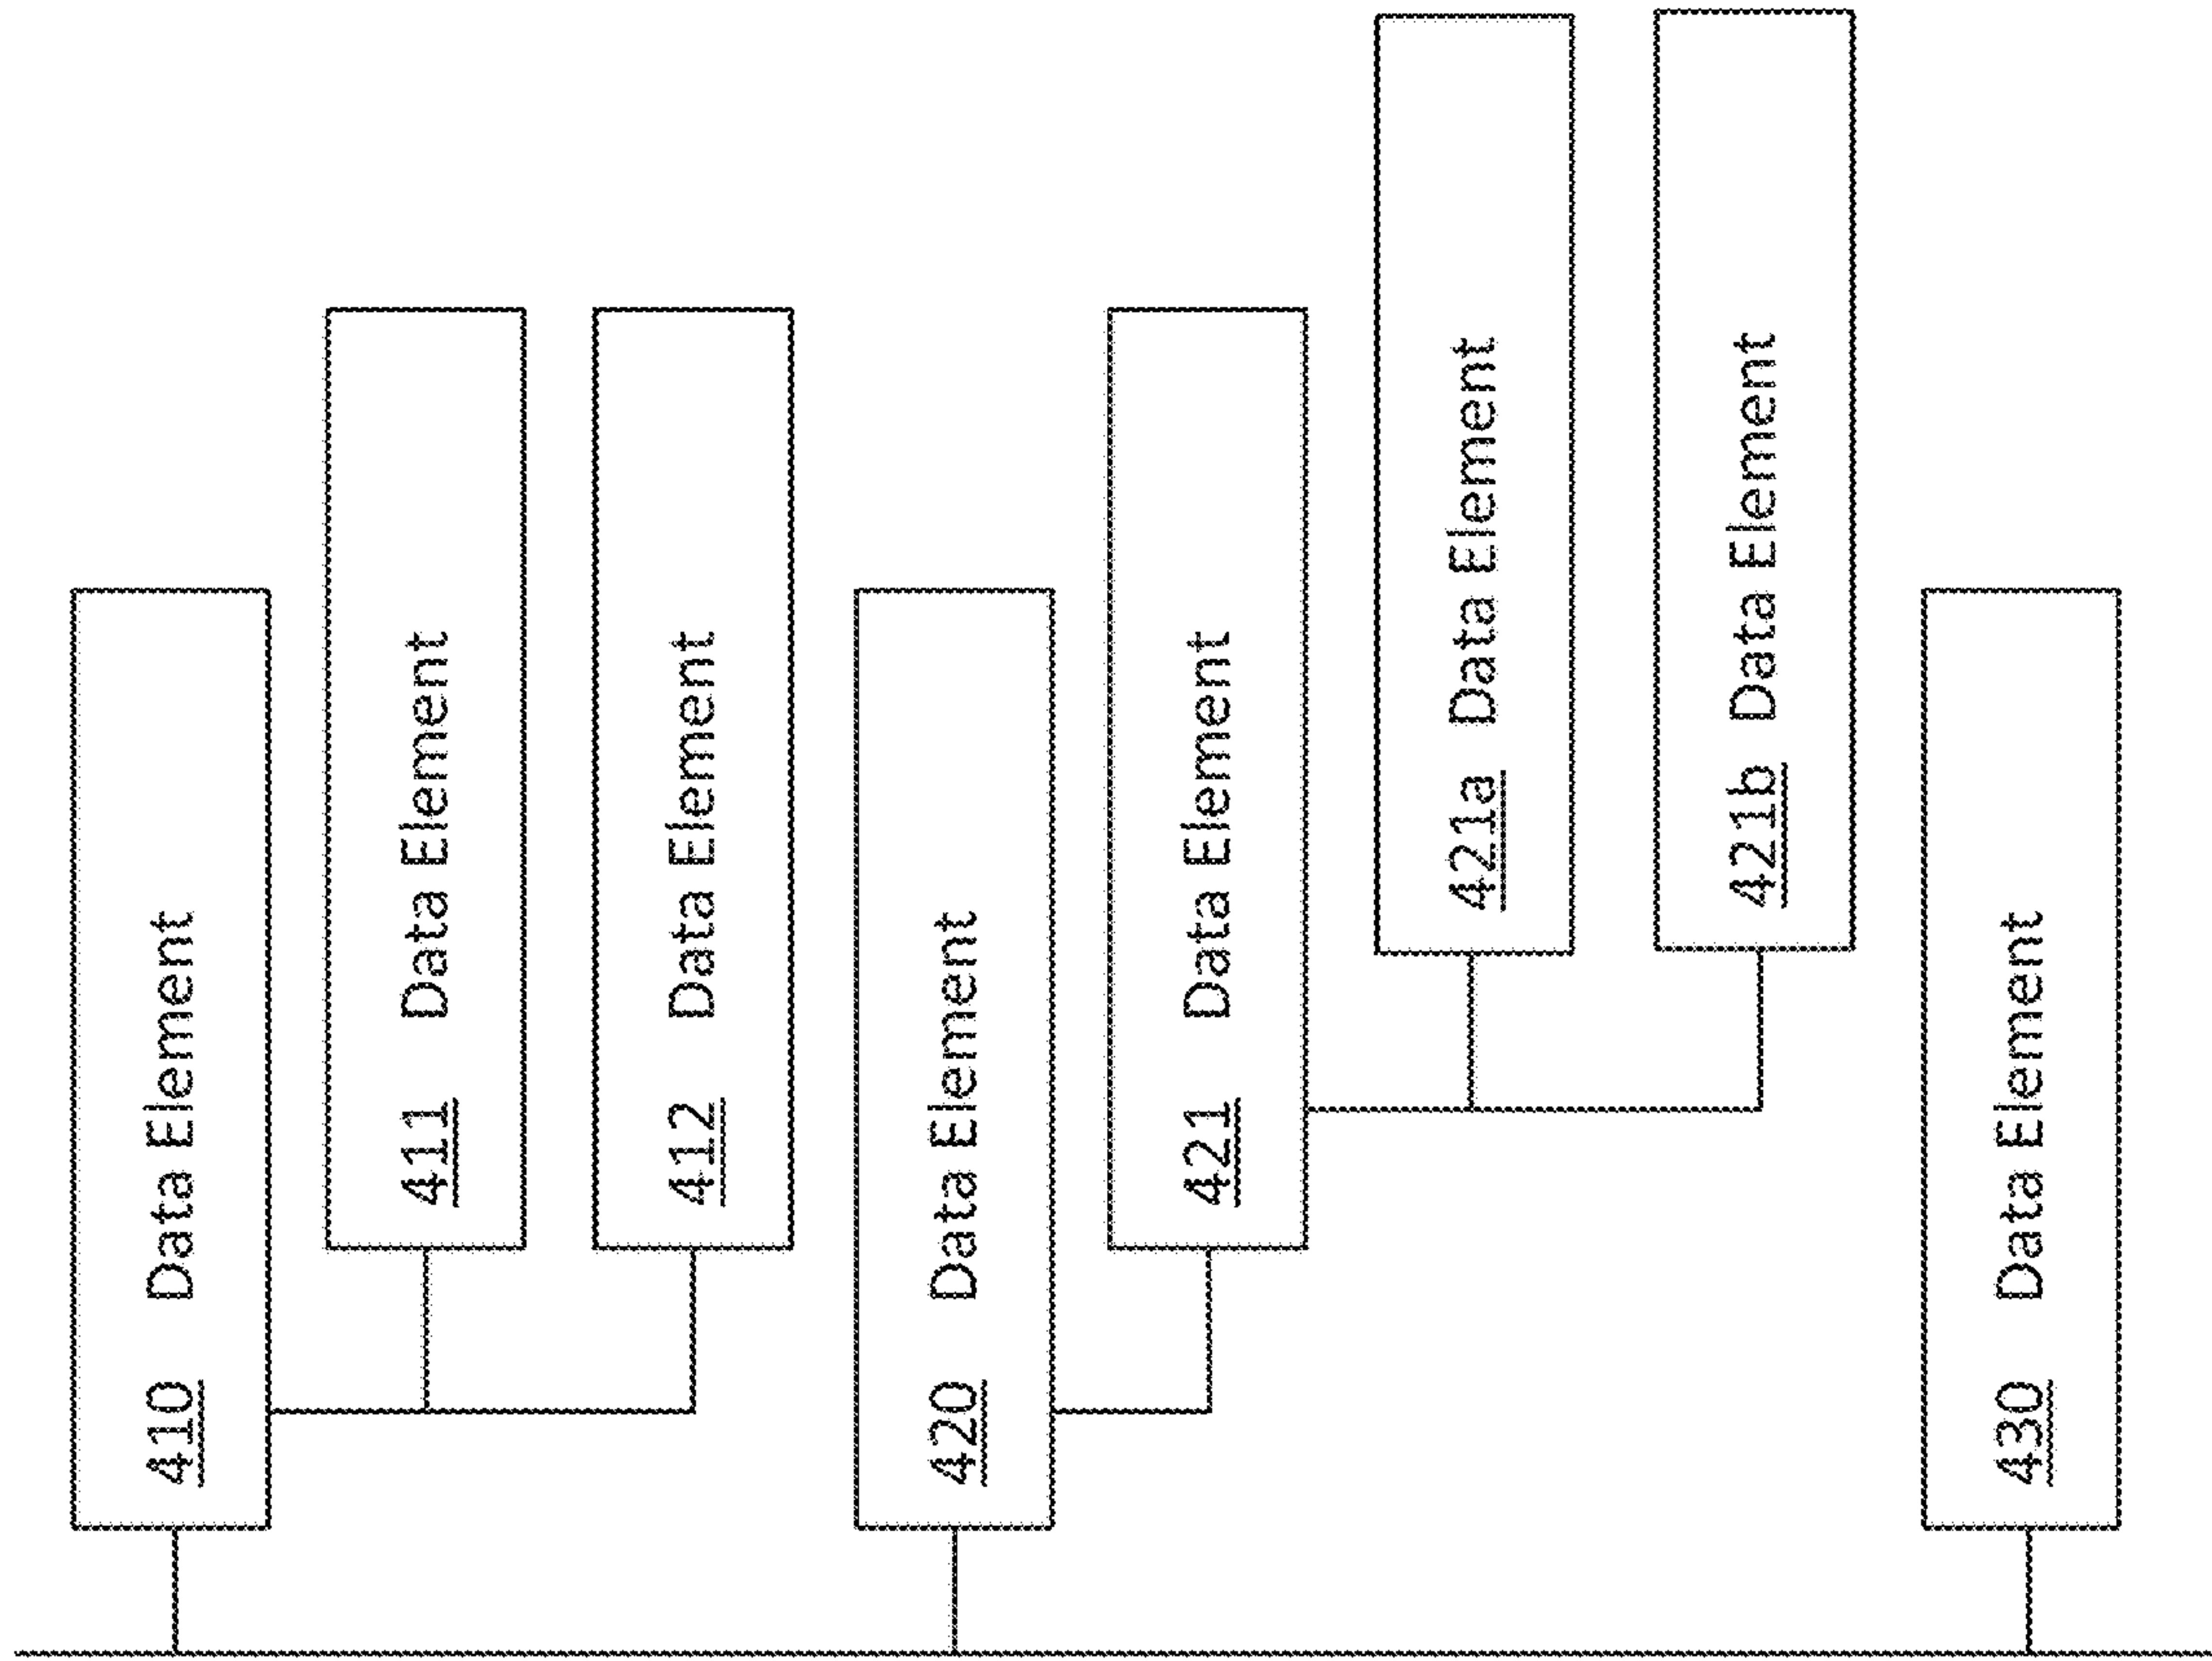 410 Data Element
411 Data Element
412 Data Element
420 Data Element
421 Data Element
421a Data Element
421b Data Element
430 Data Element